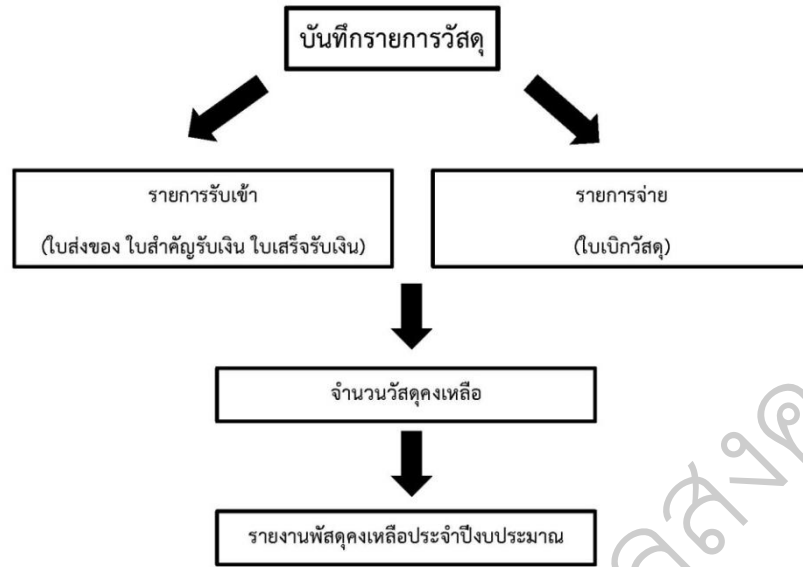 บันทึกรายการวัสดุ
รายการรับเข้า
(ใบส่งของ ใบสำคัญรับเงิน ใบเสร็จรับเงิน)
รายการจ่าย
(ใบเบิกวัสดุ)
จำนวนวัสดุคงเหลือ
รายงานพัสดุคงเหลือประจำปีงบประมาณ